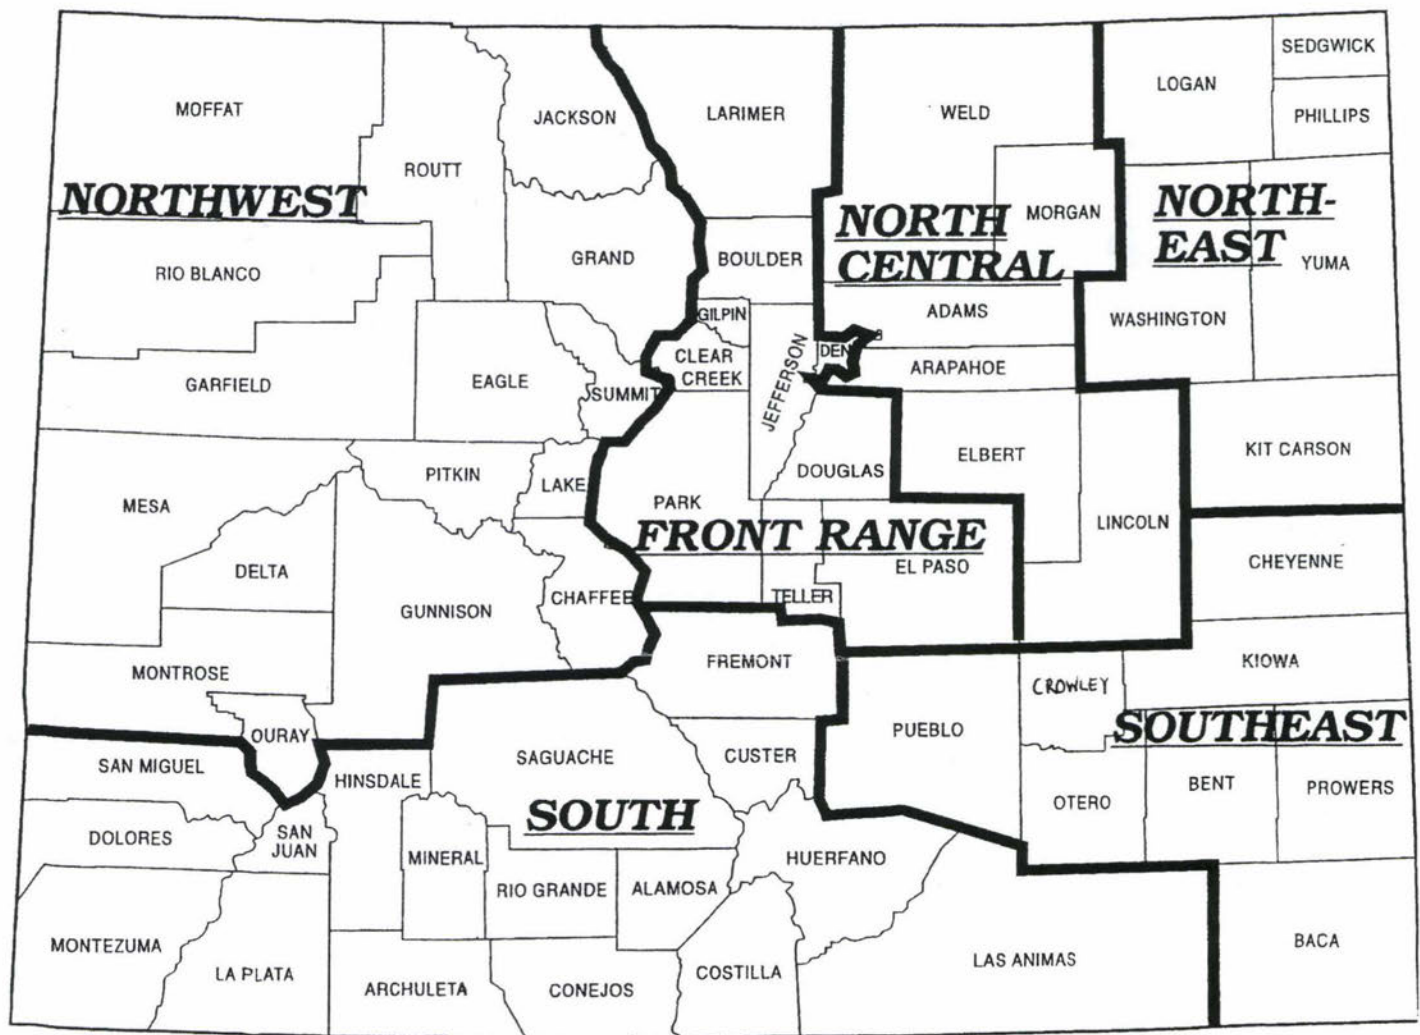 SEDGWICK
LOGAN
MOFFAT
JACKSON
LARIMER
WELD
PHILLIPS
ROUTT
NORTHWEST
NORTH
CENTRAL
MORGAN
NORTH-
EAST
GRAND
BOULDER
YUMA
RIO BLANCO
GILPIN
ADAMS
WASHINGTON
CLEAR
CREEK
JEFFERSON
DEN
ARAPAHOE
GARFIELD
EAGLE
SUMMIT
ELBERT
KIT CARSON
PITKIN
LAKE
DOUGLAS
MESA
PARK
LINCOLN
FRONT RANGE
EL PASO
CHEYENNE
DELTA
GUNNISON
CHAFFEE
TELLER
MONTROSE
FREMONT
KIOWA
CROWLEY
OURAY
PUEBLO
SOUTHEAST
SAN MIGUEL
HINSDALE
SAGUACHE
CUSTER
BENT
PROWERS
OTERO
SOUTH
DOLORES
SAN
JUAN
MINERAL
HUERFANO
RIO GRANDE
ALAMOSA
MONTEZUMA
LA PLATA
ARCHULETA
CONEJOS
COSTILLA
LAS ANIMAS
BACA